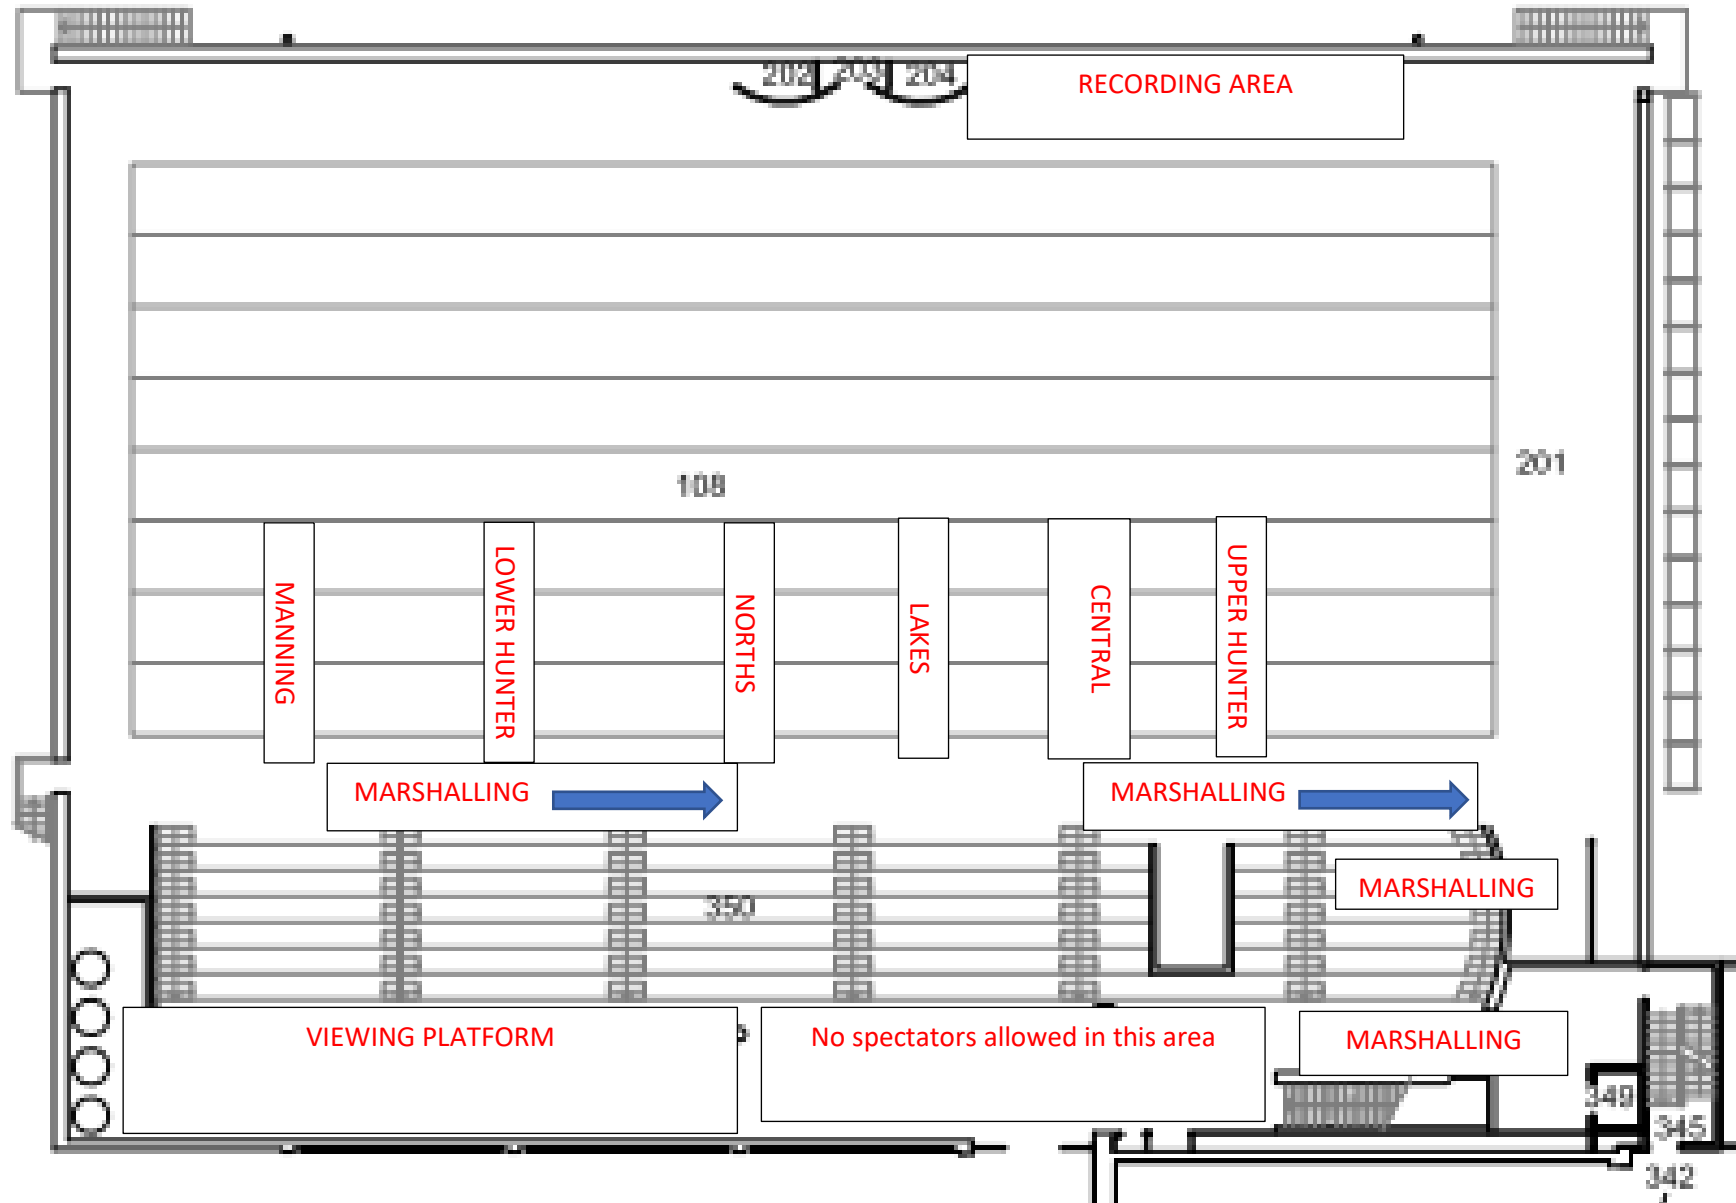 202 203 204
RECORDING AREA
201
108
MANNING
LOWER HUNTER
NORTHS
LAKES
CENTRAL
UPPER HUNTER
MARSHALLING
MARSHALLING
MARSHALLING
350
VIEWING PLATFORM
No spectators allowed in this area
MARSHALLING
349
345
342